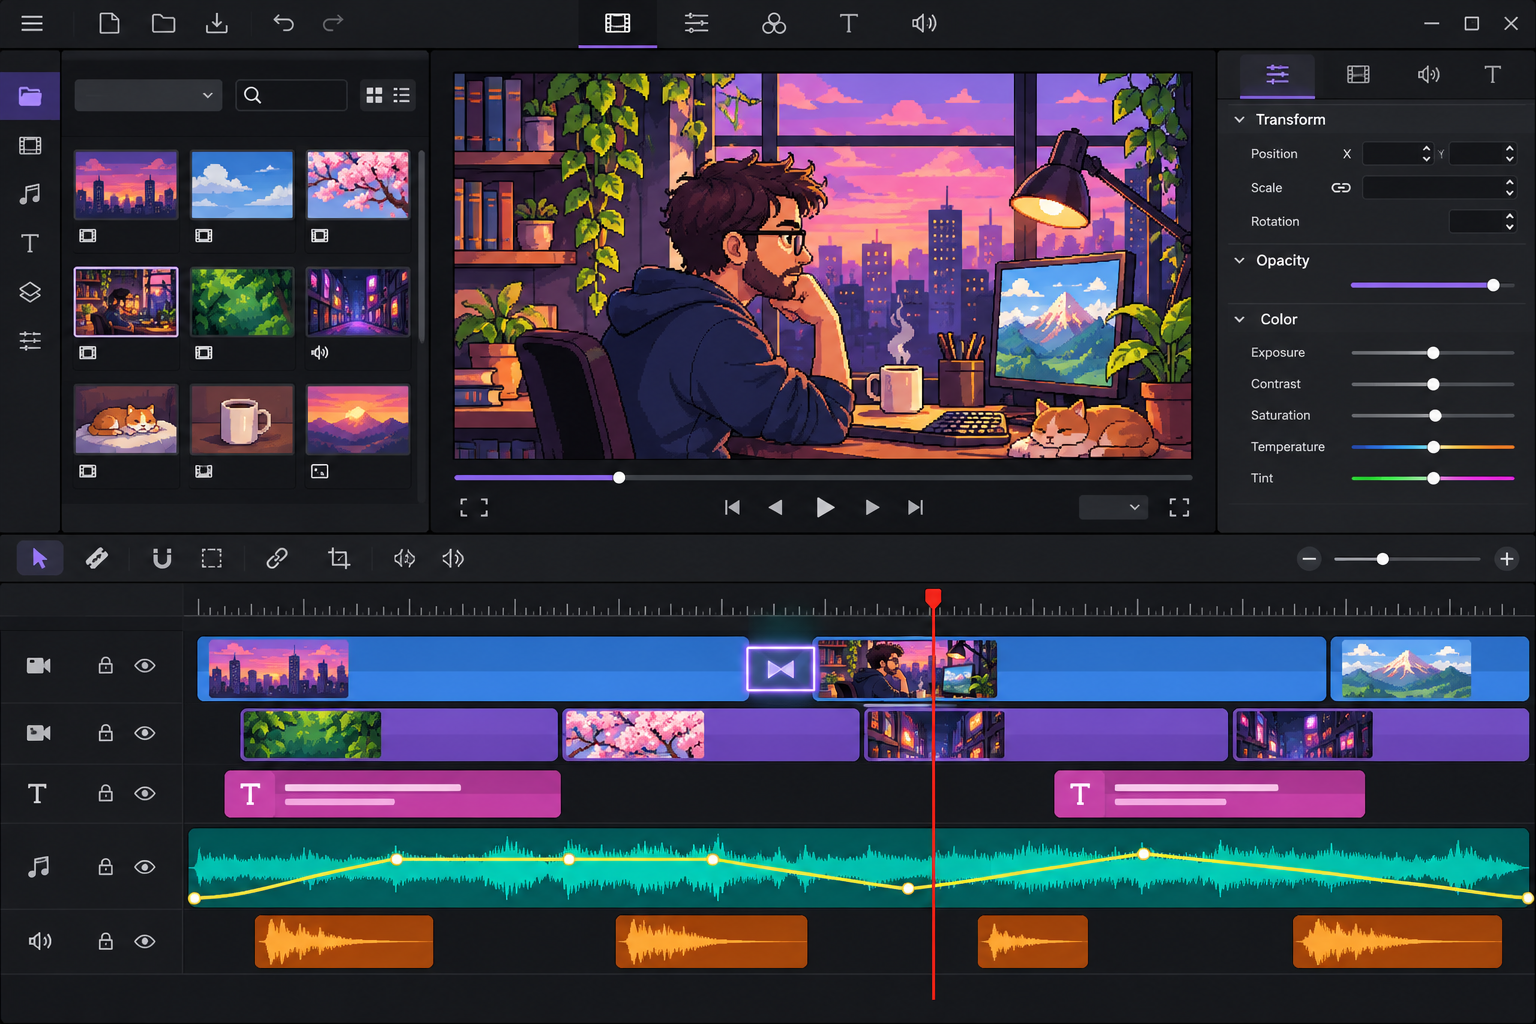 T
T
Transform
Position X Y
Scale
Rotation
Opacity
Color
Exposure
Contrast
Saturation
Temperature
Tint
T
T
T
T